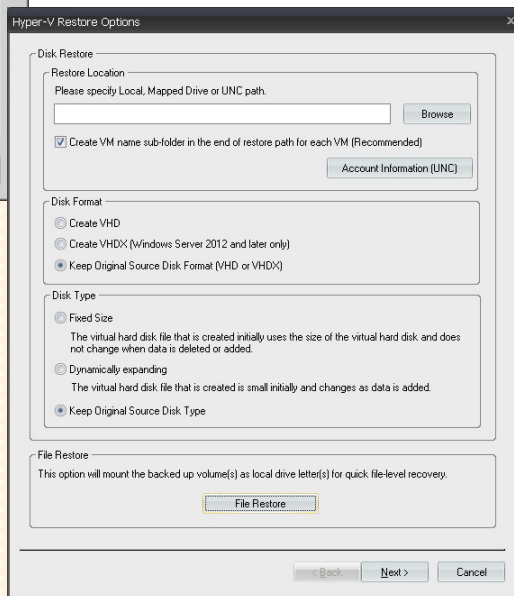 Hyper-V Restore Options
x
Disk Restore
Restore Location
Please specify Local, Mapped Drive or UNC path.
Browse
Create VM name sub-folder in the end of restore path for each VM (Recommended)
Account Information (UNC)
Disk Format
Create VHD
Create VHDX (Windows Server 2012 and later only)
Keep Original Source Disk Format (VHD or VHDX)
Disk Type
Fixed Size
The virtual hard disk file that is created initially uses the size of the virtual hard disk and does
not change when data is deleted or added.
Dynamically expanding
The virtual hard disk file that is created is small initially and changes as data is added.
Keep Original Source Disk Type
File Restore
This option will mount the backed up volume(s) as local drive letter(s) for quick file-level recovery.
File Restore
< Back
Next >
Cancel